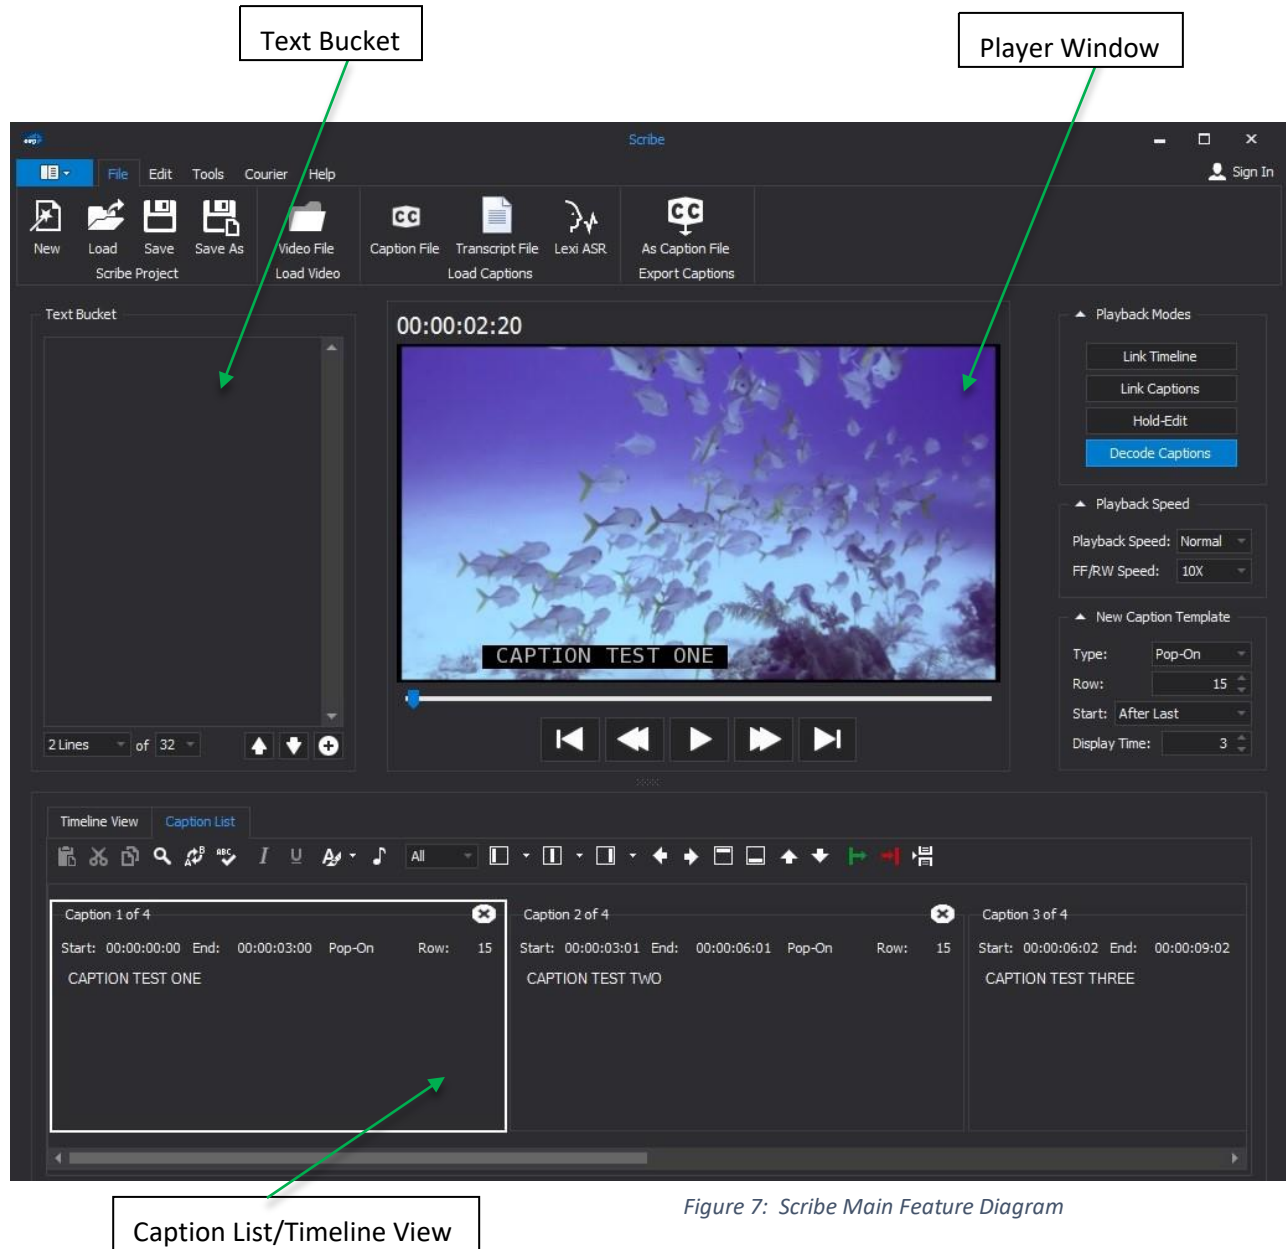 Text Bucket
Player Window
Scribe
File Edit Tools Courier Help
Sign In
New Load Save Save As Video File Caption File Transcript File Lexi ASR As Caption File
Scribe Project Load Video Load Captions Export Captions
Text Bucket
2 Lines of 32
00:00:02:20
CAPTION TEST ONE
Playback Modes
Link Timeline
Link Captions
Hold-Edit
Decode Captions
Playback Speed
Playback Speed: Normal
FF/RW Speed: 10X
New Caption Template
Type: Pop-On
Row: 15
Start: After Last
Display Time: 3
Timeline View Caption List
ABC I U A All
Caption 1 of 4
Start: 00:00:00:00 End: 00:00:03:00 Pop-On Row: 15
CAPTION TEST ONE
Caption 2 of 4
Start: 00:00:03:01 End: 00:00:06:01 Pop-On Row: 15
CAPTION TEST TWO
Caption 3 of 4
Start: 00:00:06:02 End: 00:00:09:02
CAPTION TEST THREE
Caption List/Timeline View
Figure 7: Scribe Main Feature Diagram